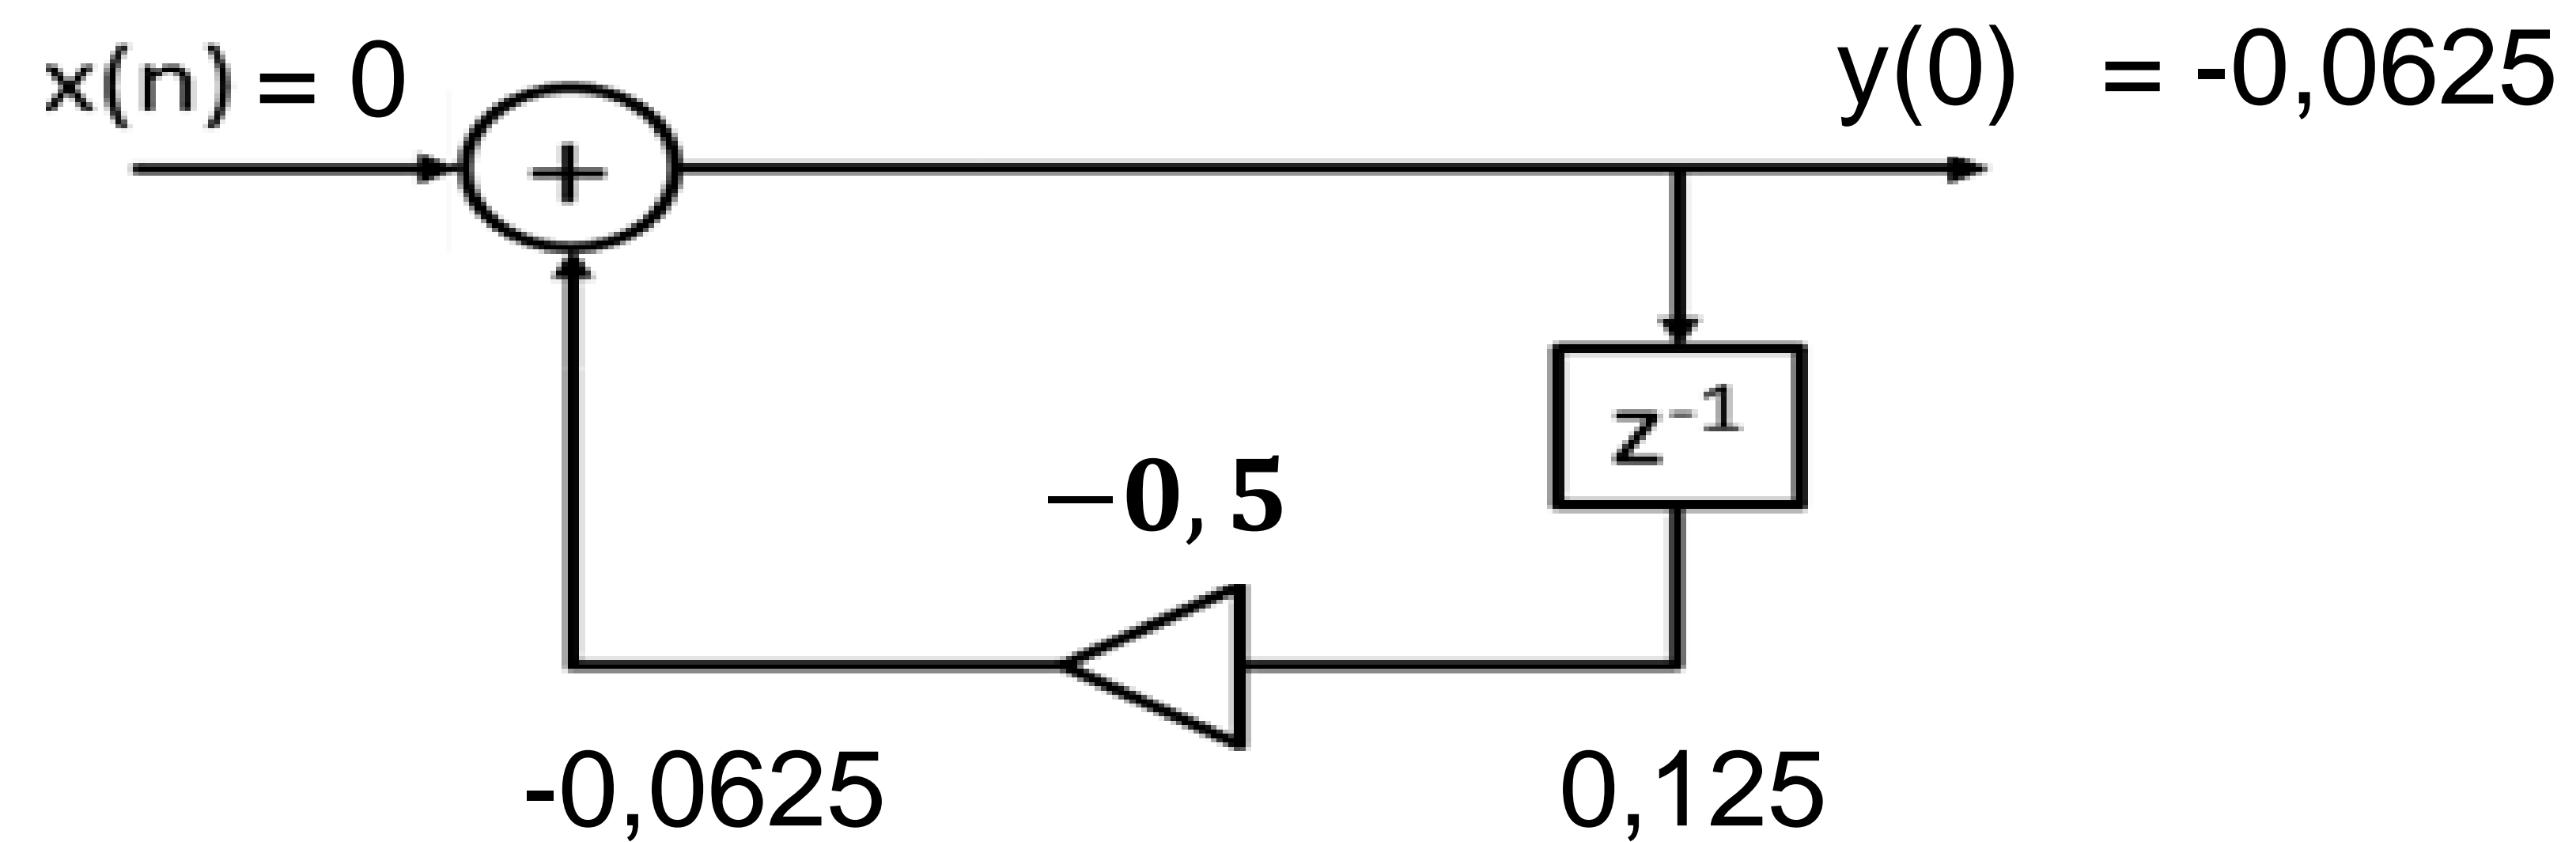 x(n) = 0
y(0) = -0,0625
+
z⁻¹
−0, 5
-0,0625
0,125